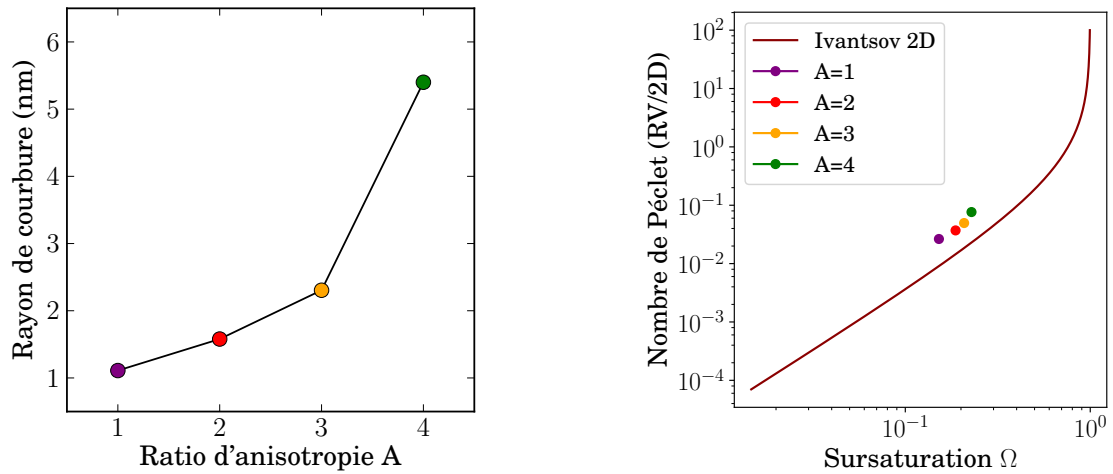 Rayon de courbure (nm)
6
5
4
3
2
1
1 2 3 4
Ratio d'anisotropie A
Nombre de Péclet (RV/2D)
10^2
10^1
10^0
10^-1
10^-2
10^-3
10^-4
Ivantsov 2D
A=1
A=2
A=3
A=4
10^-1 10^0
Sursaturation Ω